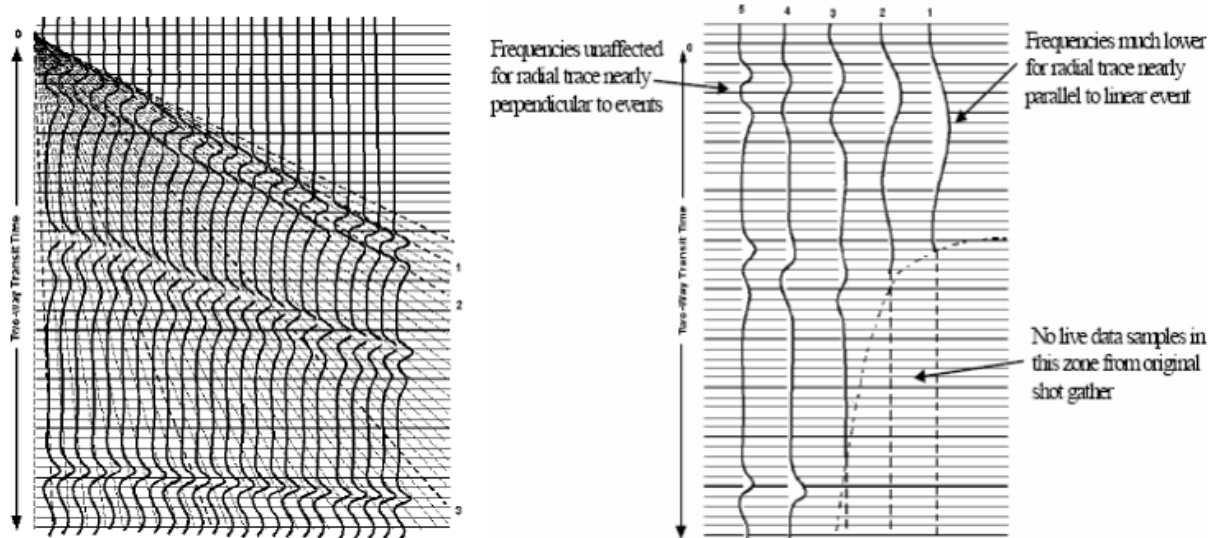 0
Two-way Transit Time
1
2
3
5 4 3 2 1
0
Frequencies unaffected
for radial trace nearly
perpendicular to events
Two-Way Transit Time
Frequencies much lower
for radial trace nearly
parallel to linear event
No live data samples in
this zone from original
shot gather